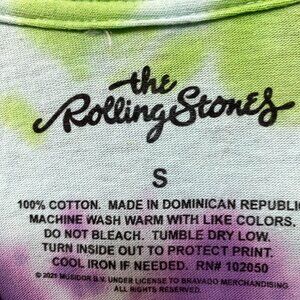 the
Rolling Stones
S
100% COTTON. MADE IN DOMINICAN REPUBLIC
MACHINE WASH WARM WITH LIKE COLORS.
DO NOT BLEACH. TUMBLE DRY LOW.
TURN INSIDE OUT TO PROTECT PRINT.
COOL IRON IF NEEDED. RN# 102050
© 2021 MUSIDOR B.V. UNDER LICENSE TO BRAVADO MERCHANDISING
ALL RIGHTS RESERVED